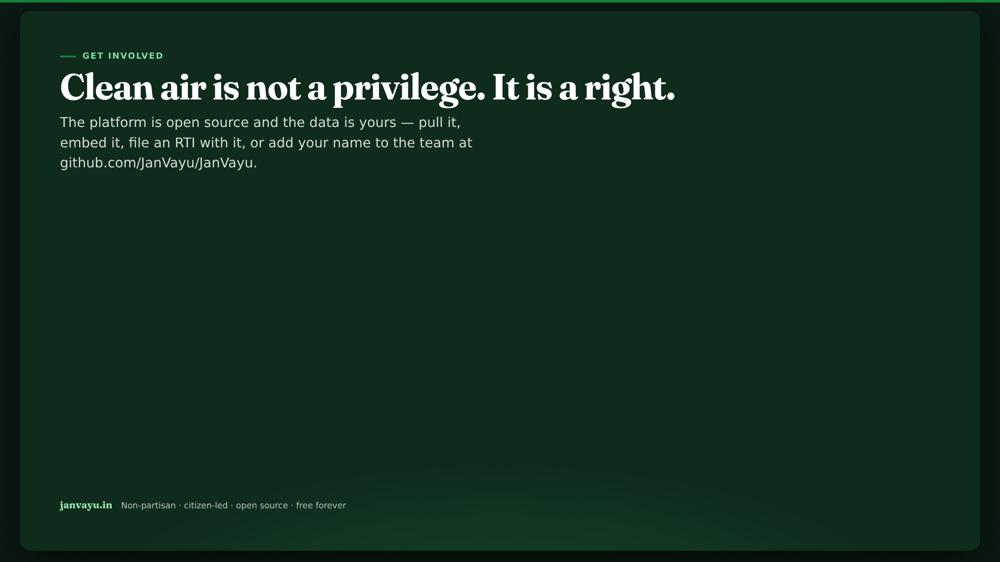 GET INVOLVED
Clean air is not a privilege. It is a right.
The platform is open source and the data is yours — pull it,
embed it, file an RTI with it, or add your name to the team at
github.com/JanVayu/JanVayu.
janvayu.in Non-partisan · citizen-led · open source · free forever